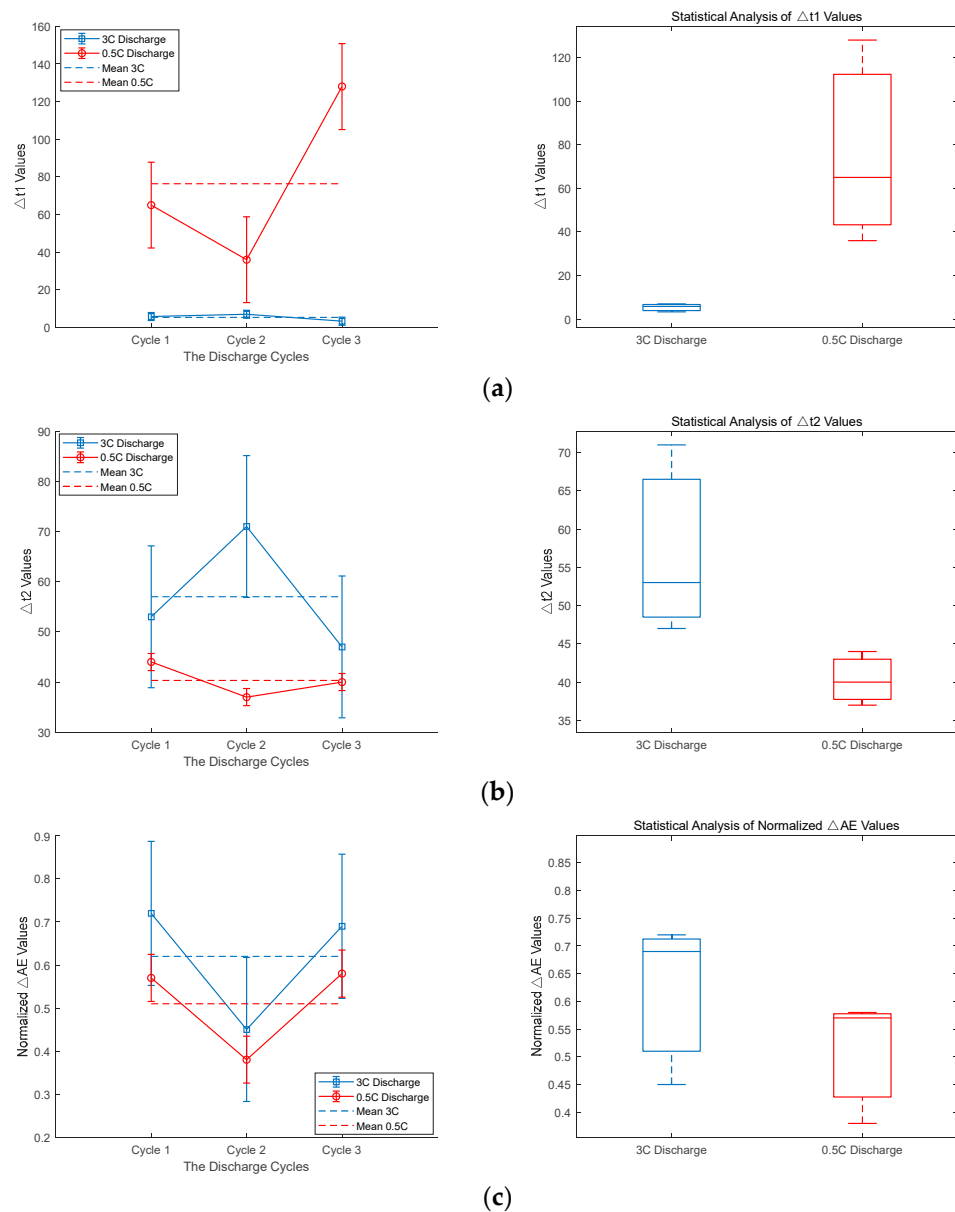 160
140
120
100
80
60
40
20
0
△t1 Values
3C Discharge
0.5C Discharge
Mean 3C
Mean 0.5C
Cycle 1 Cycle 2 Cycle 3
The Discharge Cycles
Statistical Analysis of △t1 Values
120
100
80
60
40
20
0
△t1 Values
3C Discharge 0.5C Discharge
(a)
90
80
70
60
50
40
30
△t2 Values
3C Discharge
0.5C Discharge
Mean 3C
Mean 0.5C
Cycle 1 Cycle 2 Cycle 3
The Discharge Cycles
Statistical Analysis of △t2 Values
70
65
60
55
50
45
40
35
△t2 Values
3C Discharge 0.5C Discharge
(b)
0.9
0.8
0.7
0.6
0.5
0.4
0.3
0.2
Normalized △AE Values
3C Discharge
0.5C Discharge
Mean 3C
Mean 0.5C
Cycle 1 Cycle 2 Cycle 3
The Discharge Cycles
Statistical Analysis of Normalized △AE Values
0.85
0.8
0.75
0.7
0.65
0.6
0.55
0.5
0.45
0.4
Normalized △AE Values
3C Discharge 0.5C Discharge
(c)